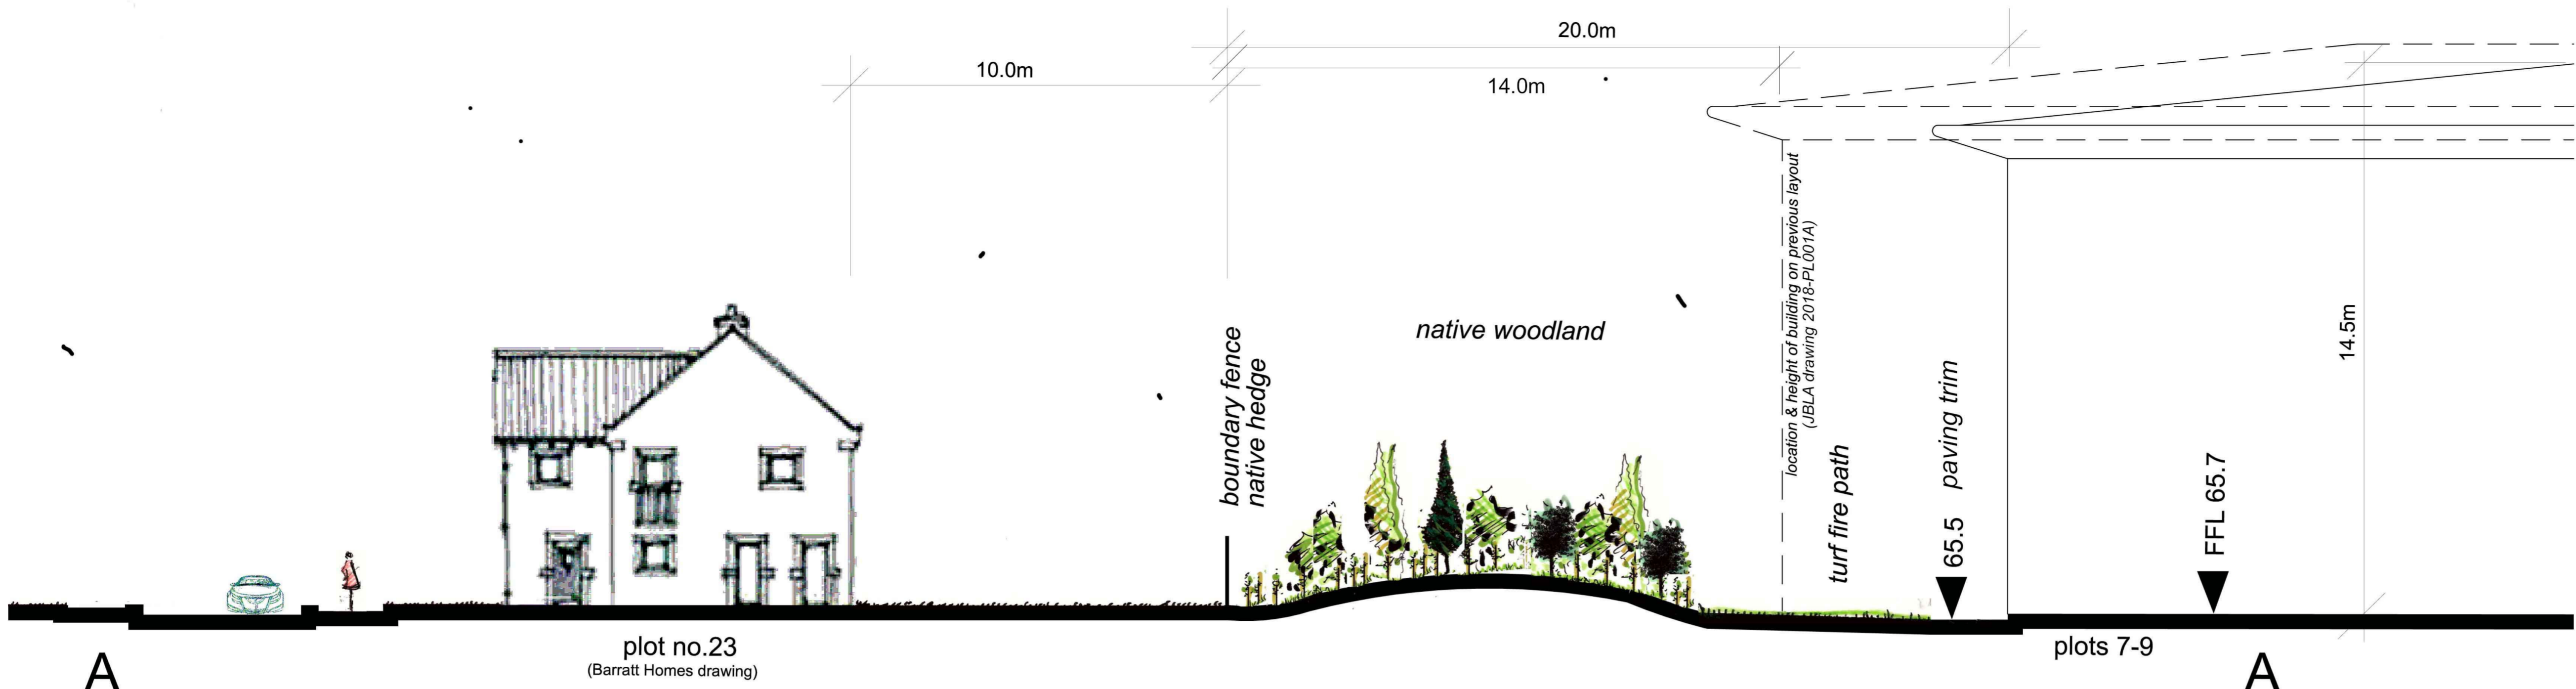 20.0m
10.0m
14.0m
location & height of building on previous layout
(JBLA drawing 2018-PL001A)
native woodland
boundary fence
native hedge
turf fire path
65.5 paving trim
FFL 65.7
14.5m
plot no.23
(Barratt Homes drawing)
plots 7-9
A
A